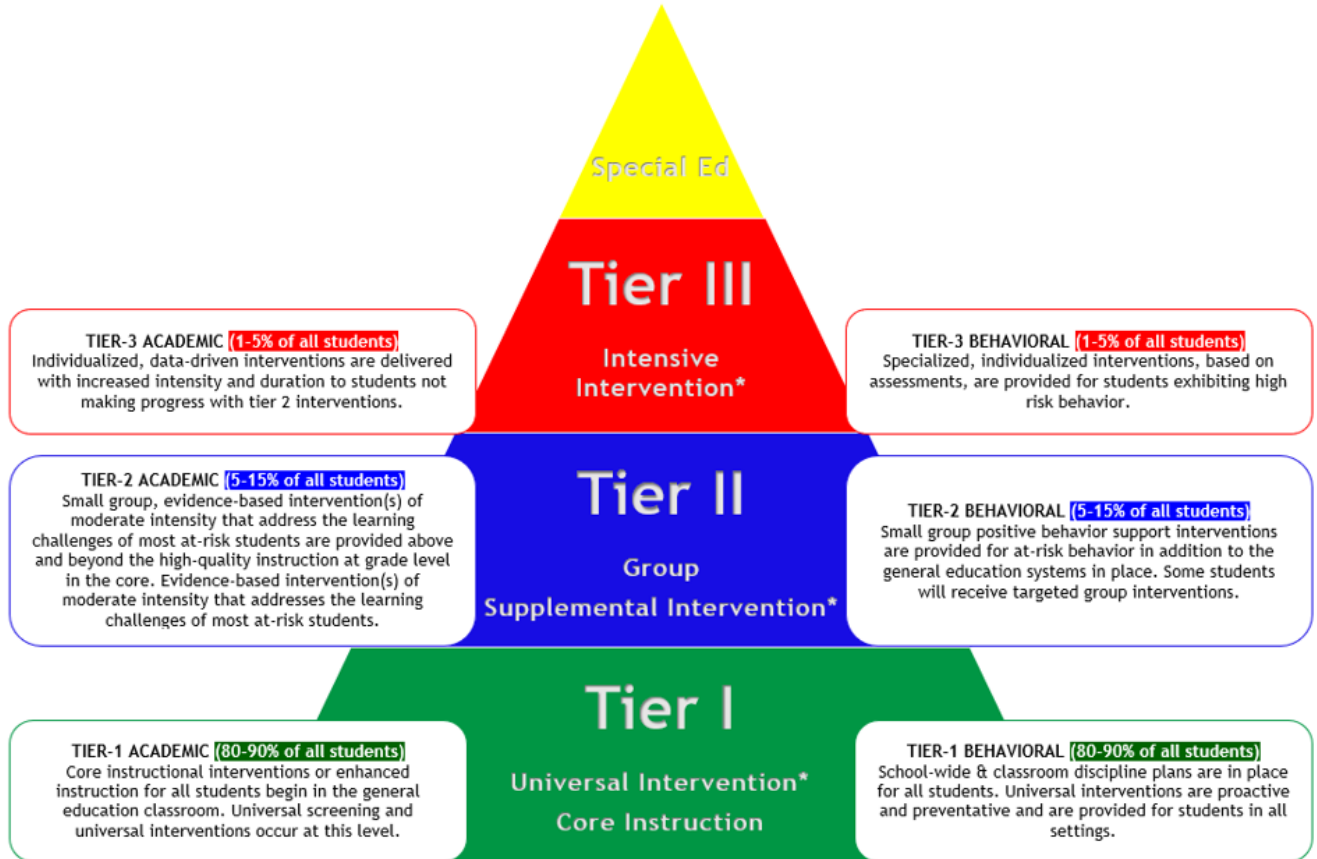 Special Ed
Tier III
Intensive
Intervention*
TIER-3 ACADEMIC (1-5% of all students)
Individualized, data-driven interventions are delivered
with increased intensity and duration to students not
making progress with tier 2 interventions.
TIER-3 BEHAVIORAL (1-5% of all students)
Specialized, individualized interventions, based on
assessments, are provided for students exhibiting high
risk behavior.
Tier II
Group
Supplemental Intervention*
TIER-2 ACADEMIC (5-15% of all students)
Small group, evidence-based intervention(s) of
moderate intensity that address the learning
challenges of most at-risk students are provided above
and beyond the high-quality instruction at grade level
in the core. Evidence-based intervention(s) of
moderate intensity that addresses the learning
challenges of most at-risk students.
TIER-2 BEHAVIORAL (5-15% of all students)
Small group positive behavior support interventions
are provided for at-risk behavior in addition to the
general education systems in place. Some students
will receive targeted group interventions.
Tier I
Universal Intervention*
Core Instruction
TIER-1 ACADEMIC (80-90% of all students)
Core instructional interventions or enhanced
instruction for all students begin in the general
education classroom. Universal screening and
universal interventions occur at this level.
TIER-1 BEHAVIORAL (80-90% of all students)
School-wide & classroom discipline plans are in place
for all students. Universal interventions are proactive
and preventative and are provided for students in all
settings.